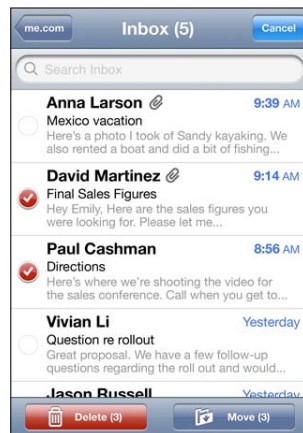 me.com
Inbox (5)
Cancel
Search Inbox
Anna Larson
9:39 AM
Mexico vacation
Here's a photo I took of Sandy kayaking. We
also rented a boat and did a bit of fishing...
David Martinez
9:14 AM
Final Sales Figures
Hey Emily, Here are the sales figures you
were looking for. Please let me...
Paul Cashman
8:56 AM
Directions
Here's where we're shooting the video for
the sales conference. Call when you get to...
Vivian Li
Yesterday
Question re rollout
Great proposal. We have a few follow-up
questions regarding the roll out and would...
Jason Russell
Yesterday
Delete (3)
Move (3)